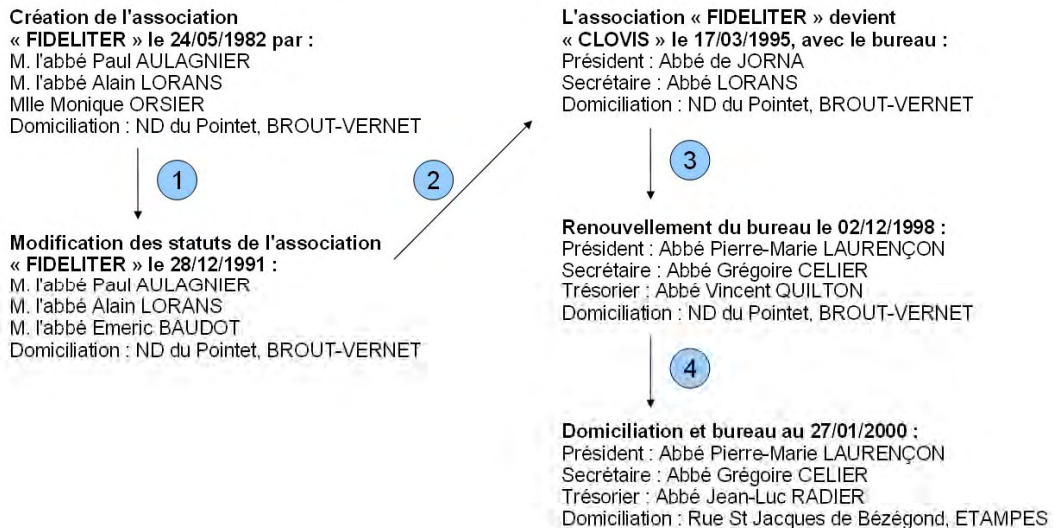 Création de l'association
« FIDELITER » le 24/05/1982 par :
M. l'abbé Paul AULAGNIER
M. l'abbé Alain LORANS
Mlle Monique ORSIER
Domiciliation : ND du Pointet, BROUT-VERNET
1
Modification des statuts de l'association
« FIDELITER » le 28/12/1991 :
M. l'abbé Paul AULAGNIER
M. l'abbé Alain LORANS
M. l'abbé Emeric BAUDOT
Domiciliation : ND du Pointet, BROUT-VERNET
2
L'association « FIDELITER » devient
« CLOVIS » le 17/03/1995, avec le bureau :
Président : Abbé de JORNA
Secrétaire : Abbé LORANS
Domiciliation : ND du Pointet, BROUT-VERNET
3
Renouvellement du bureau le 02/12/1998 :
Président : Abbé Pierre-Marie LAURENÇON
Secrétaire : Abbé Grégoire CELIER
Trésorier : Abbé Vincent QUILTON
Domiciliation : ND du Pointet, BROUT-VERNET
4
Domiciliation et bureau au 27/01/2000 :
Président : Abbé Pierre-Marie LAURENÇON
Secrétaire : Abbé Grégoire CELIER
Trésorier : Abbé Jean-Luc RADIER
Domiciliation : Rue St Jacques de Bézégond, ETAMPES